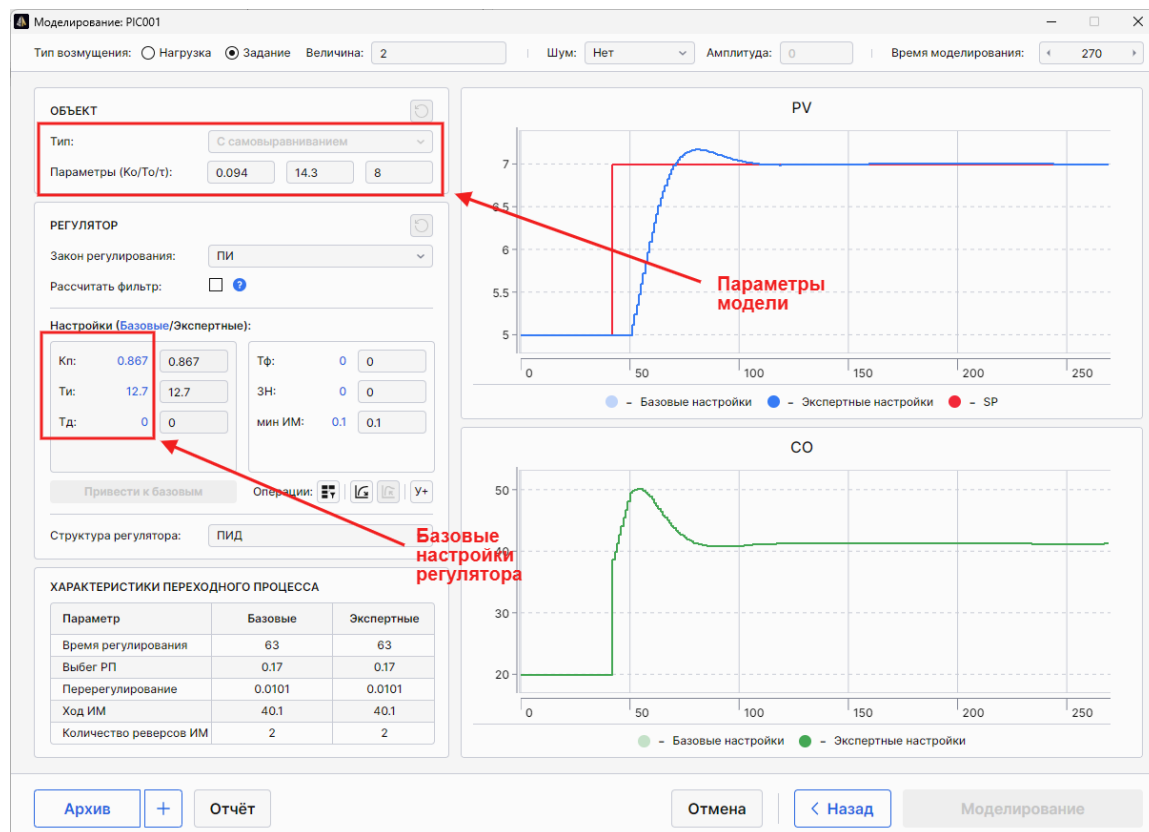 Моделирование: PIC001
Тип возмущения: Нагрузка Задание Величина: 2 Шум: Нет Амплитуда: 0 Время моделирования: 270
ОБЪЕКТ
Тип: С самовыравниванием
Параметры (Ко/То/τ): 0.094 14.3 8
РЕГУЛЯТОР
Закон регулирования: ПИ
Рассчитать фильтр: ?
Настройки (Базовые/Экспертные):
Кп: 0.867 0.867 Тф: 0 0
Ти: 12.7 12.7 ЗН: 0 0
Тд: 0 0 мин ИМ: 0.1 0.1
Привести к базовым Операции: У+
Структура регулятора: ПИД
ХАРАКТЕРИСТИКИ ПЕРЕХОДНОГО ПРОЦЕССА
Параметр Базовые Экспертные
Время регулирования 63 63
Выбег РП 0.17 0.17
Перерегулирование 0.0101 0.0101
Ход ИМ 40.1 40.1
Количество реверсов ИМ 2 2
PV
7
6.5
6
5.5
5
0 50 100 150 200 250
– Базовые настройки – Экспертные настройки – SP
Параметры
модели
CO
50
40
30
20
0 50 100 150 200 250
– Базовые настройки – Экспертные настройки
Базовые
настройки
регулятора
Архив + Отчёт Отмена < Назад Моделирование